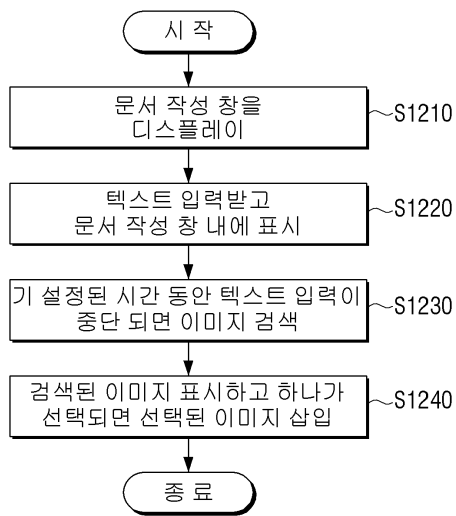 시 작
문서 작성 창을
디스플레이
S1210
텍스트 입력받고
문서 작성 창 내에 표시
S1220
기 설정된 시간 동안 텍스트 입력이
중단 되면 이미지 검색
S1230
검색된 이미지 표시하고 하나가
선택되면 선택된 이미지 삽입
S1240
종 료